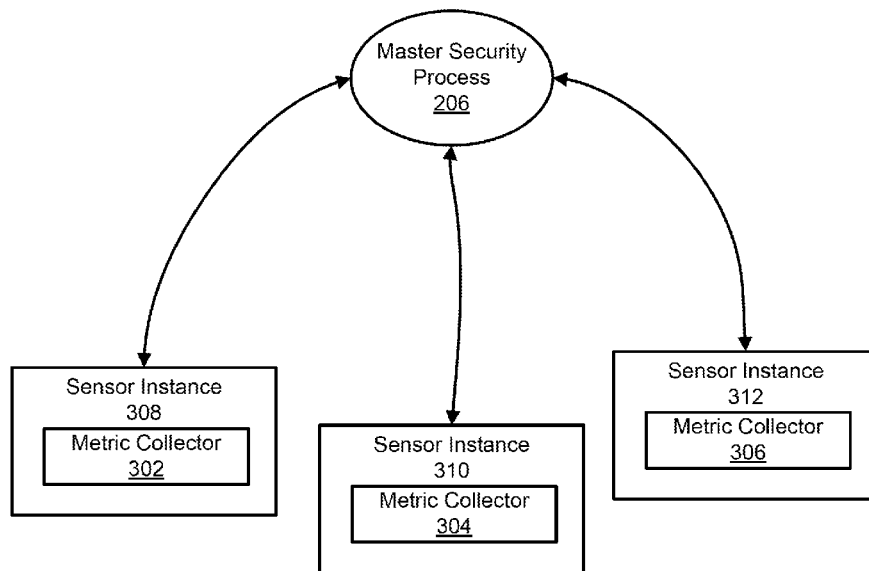 Master Security
Process
206
Sensor Instance
308
Metric Collector
302
Sensor Instance
310
Metric Collector
304
Sensor Instance
312
Metric Collector
306